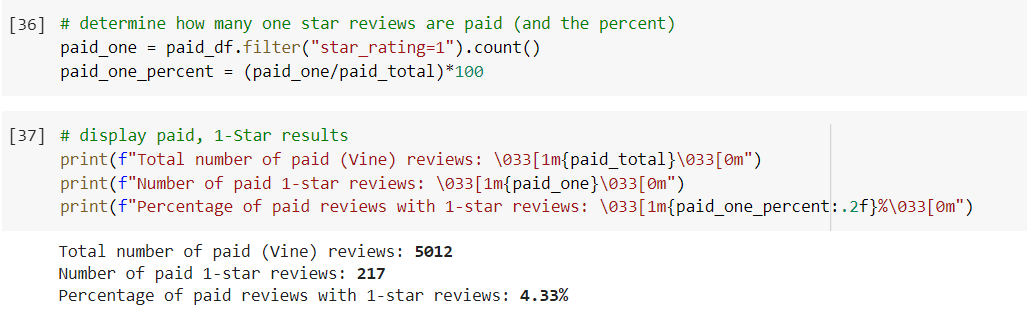 [36] # determine how many one star reviews are paid (and the percent)
paid_one = paid_df.filter("star_rating=1").count()
paid_one_percent = (paid_one/paid_total)*100
[37] # display paid, 1-Star results
print(f"Total number of paid (Vine) reviews: \033[1m{paid_total}\033[0m")
print(f"Number of paid 1-star reviews: \033[1m{paid_one}\033[0m")
print(f"Percentage of paid reviews with 1-star reviews: \033[1m{paid_one_percent:.2f}%\033[0m")
Total number of paid (Vine) reviews: 5012
Number of paid 1-star reviews: 217
Percentage of paid reviews with 1-star reviews: 4.33%